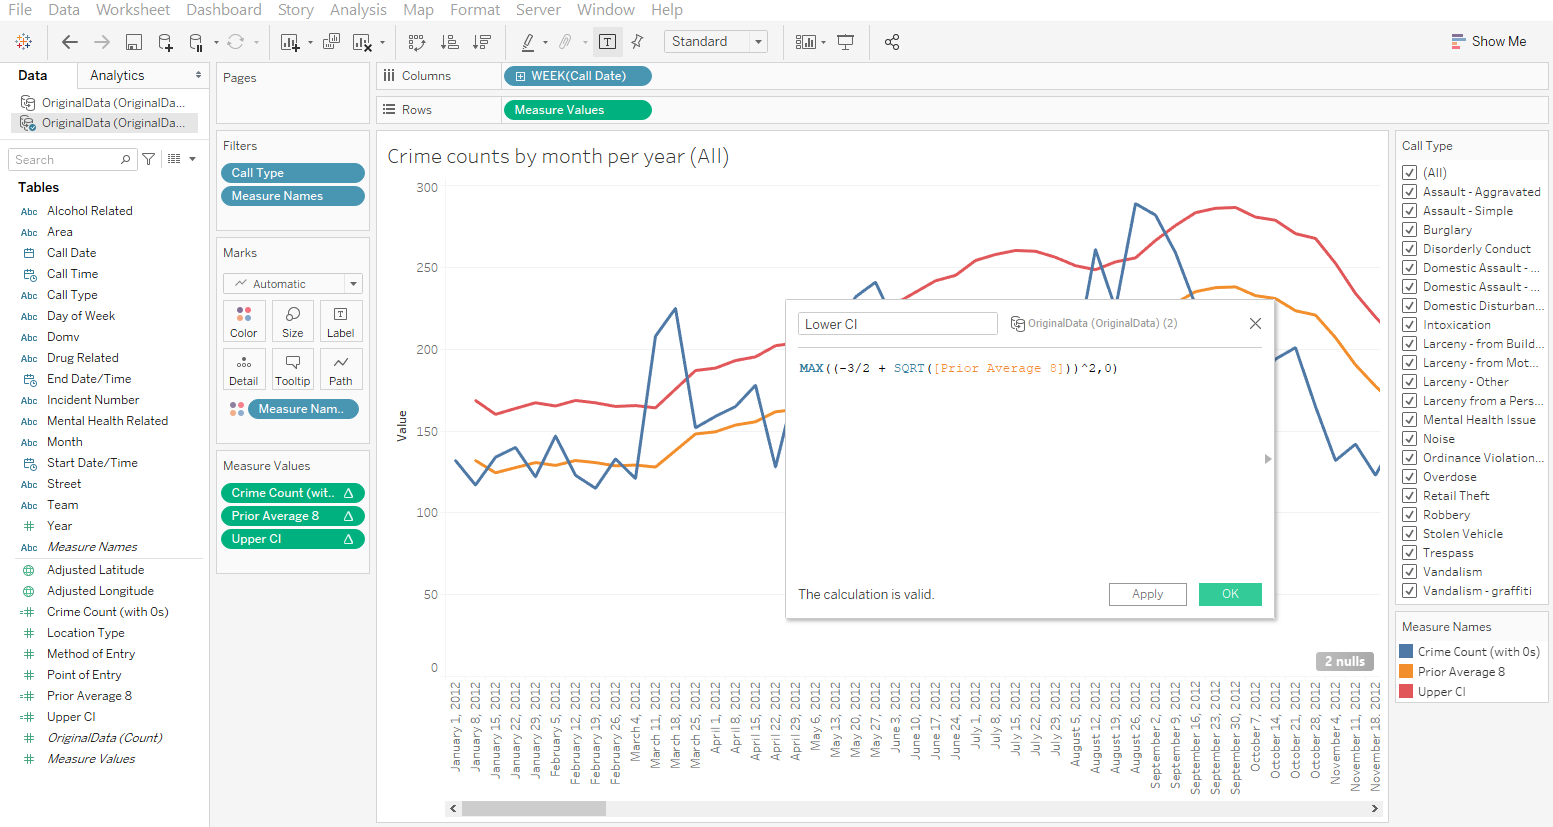 File Data Worksheet Dashboard Story Analysis Map Format Server Window Help
Standard
Show Me
Data Analytics
OriginalData (OriginalDa...
OriginalData (OriginalDa...
Search
Tables
Abc Alcohol Related
Abc Area
Call Date
Call Time
Abc Call Type
Abc Day of Week
Abc Domv
Abc Drug Related
End Date/Time
Abc Incident Number
Abc Mental Health Related
Abc Month
Start Date/Time
Abc Street
Abc Team
# Year
Abc Measure Names
Adjusted Latitude
Adjusted Longitude
=# Crime Count (with 0s)
# Location Type
# Method of Entry
# Point of Entry
=# Prior Average 8
=# Upper CI
# OriginalData (Count)
# Measure Values
Pages
Filters
Call Type
Measure Names
Marks
Automatic
Color Size Label
Detail Tooltip Path
Measure Nam..
Measure Values
Crime Count (wit.. Δ
Prior Average 8 Δ
Upper CI Δ
Columns WEEK(Call Date)
Rows Measure Values
Crime counts by month per year (All)
300
250
200
150
100
50
0
Value
2 nulls
January 1, 2012
January 8, 2012
January 15, 2012
January 22, 2012
January 29, 2012
February 5, 2012
February 12, 2012
February 19, 2012
February 26, 2012
March 4, 2012
March 11, 2012
March 18, 2012
March 25, 2012
April 1, 2012
April 8, 2012
April 15, 2012
April 22, 2012
April 29, 2012
May 6, 2012
May 13, 2012
May 20, 2012
May 27, 2012
June 3, 2012
June 10, 2012
June 17, 2012
June 24, 2012
July 1, 2012
July 8, 2012
July 15, 2012
July 22, 2012
July 29, 2012
August 5, 2012
August 12, 2012
August 19, 2012
August 26, 2012
September 2, 2012
September 9, 2012
September 16, 2012
September 23, 2012
September 30, 2012
October 7, 2012
October 14, 2012
October 21, 2012
October 28, 2012
November 4, 2012
November 11, 2012
November 18, 2012
Lower CI
OriginalData (OriginalData) (2)
MAX((-3/2 + SQRT([Prior Average 8]))^2,0)
The calculation is valid.
Apply
OK
Call Type
(All)
Assault - Aggravated
Assault - Simple
Burglary
Disorderly Conduct
Domestic Assault - ...
Domestic Assault - ...
Domestic Disturban...
Intoxication
Larceny - from Build...
Larceny - from Mot...
Larceny - Other
Larceny from a Pers...
Mental Health Issue
Noise
Ordinance Violation...
Overdose
Retail Theft
Robbery
Stolen Vehicle
Trespass
Vandalism
Vandalism - graffiti
Measure Names
Crime Count (with 0s)
Prior Average 8
Upper CI